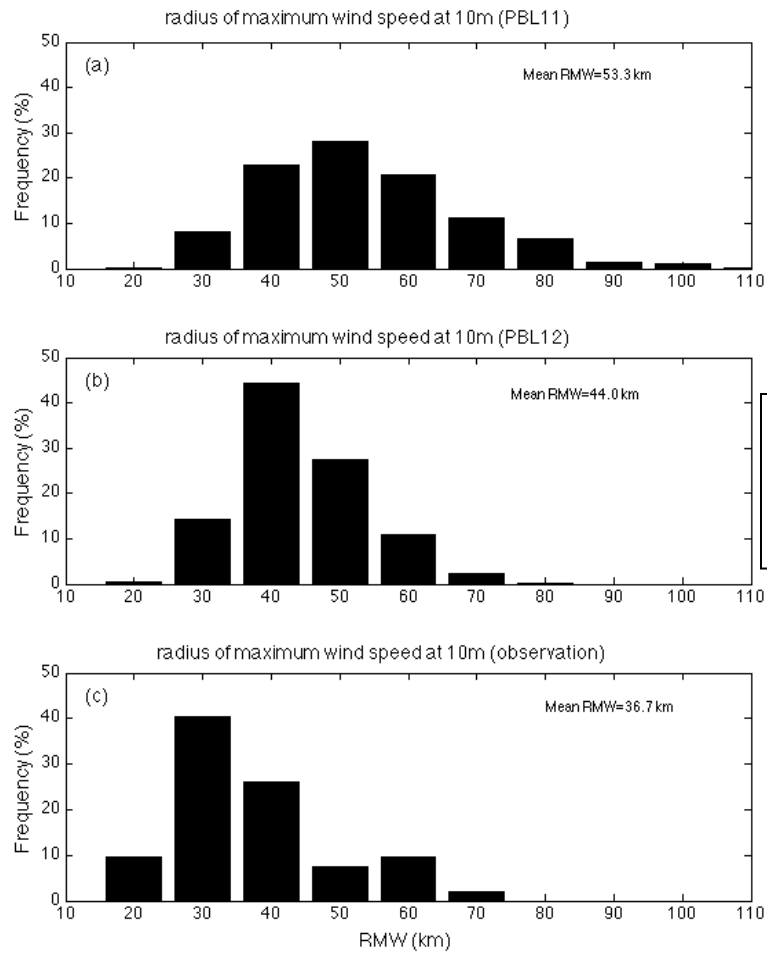 radius of maximum wind speed at 10m (PBL11)
50
(a)
Mean RMW=53.3 km
40
30
20
10
0
Frequency (%)
10 20 30 40 50 60 70 80 90 100 110
radius of maximum wind speed at 10m (PBL12)
50
(b)
Mean RMW=44.0 km
40
30
20
10
0
Frequency (%)
10 20 30 40 50 60 70 80 90 100 110
radius of maximum wind speed at 10m (observation)
50
(c)
Mean RMW=36.7 km
40
30
20
10
0
Frequency (%)
10 20 30 40 50 60 70 80 90 100 110
RMW (km)